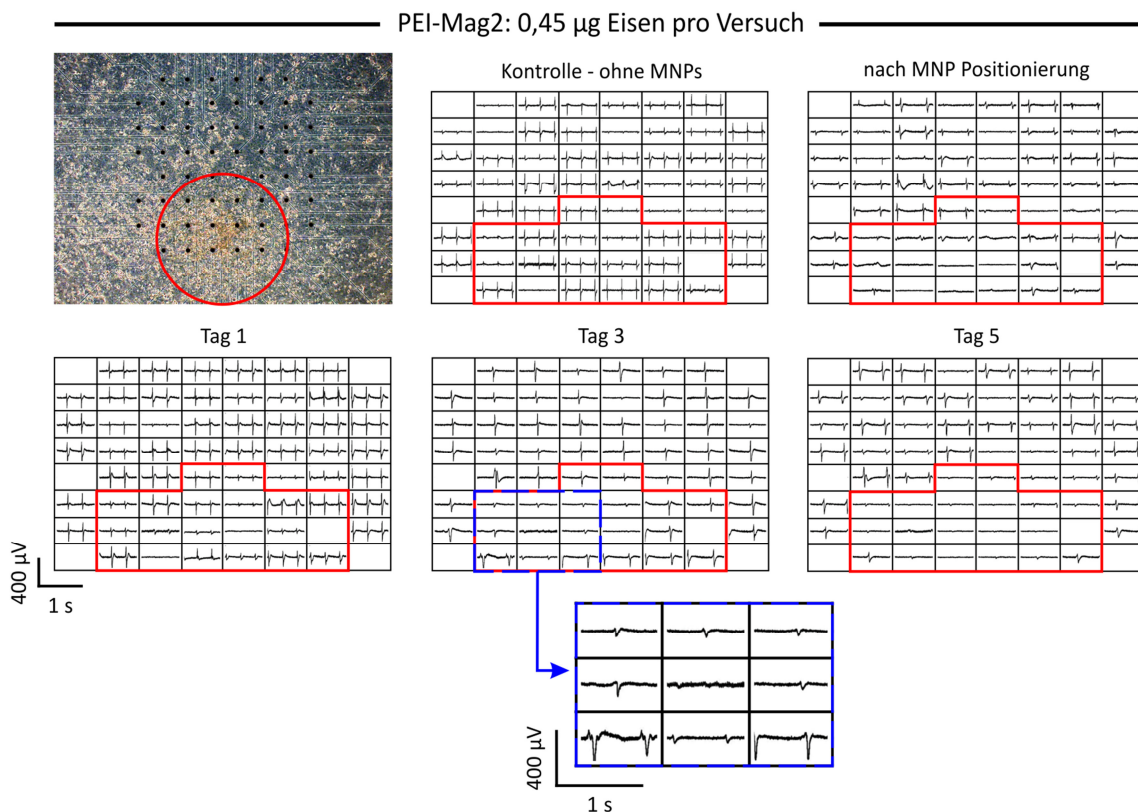 PEI-Mag2: 0,45 µg Eisen pro Versuch
Kontrolle - ohne MNPs
nach MNP Positionierung
Tag 1
Tag 3
Tag 5
400 µV
1 s
400 µV
1 s